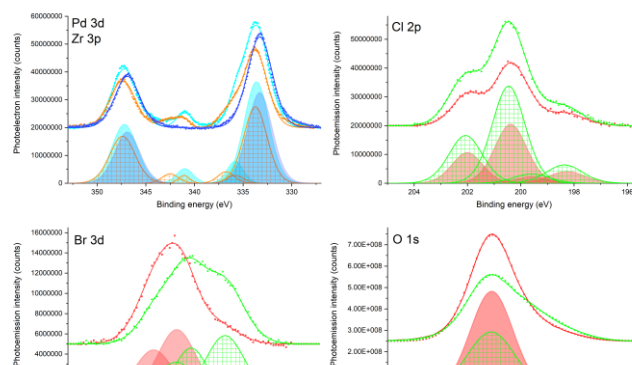 Pd 3d
Zr 3p
Photoelectron intensity (counts)
60000000
50000000
40000000
30000000
20000000
10000000
0
350
345
340
335
330
Binding energy (eV)
Cl 2p
Photoemission intensity (counts)
50000000
40000000
30000000
20000000
10000000
0
204
202
200
198
196
Binding energy (eV)
Br 3d
Photoemission intensity (counts)
16000000
14000000
12000000
10000000
8000000
6000000
4000000
O 1s
Photoemission intensity (counts)
7.00E+008
6.00E+008
5.00E+008
4.00E+008
3.00E+008
2.00E+008